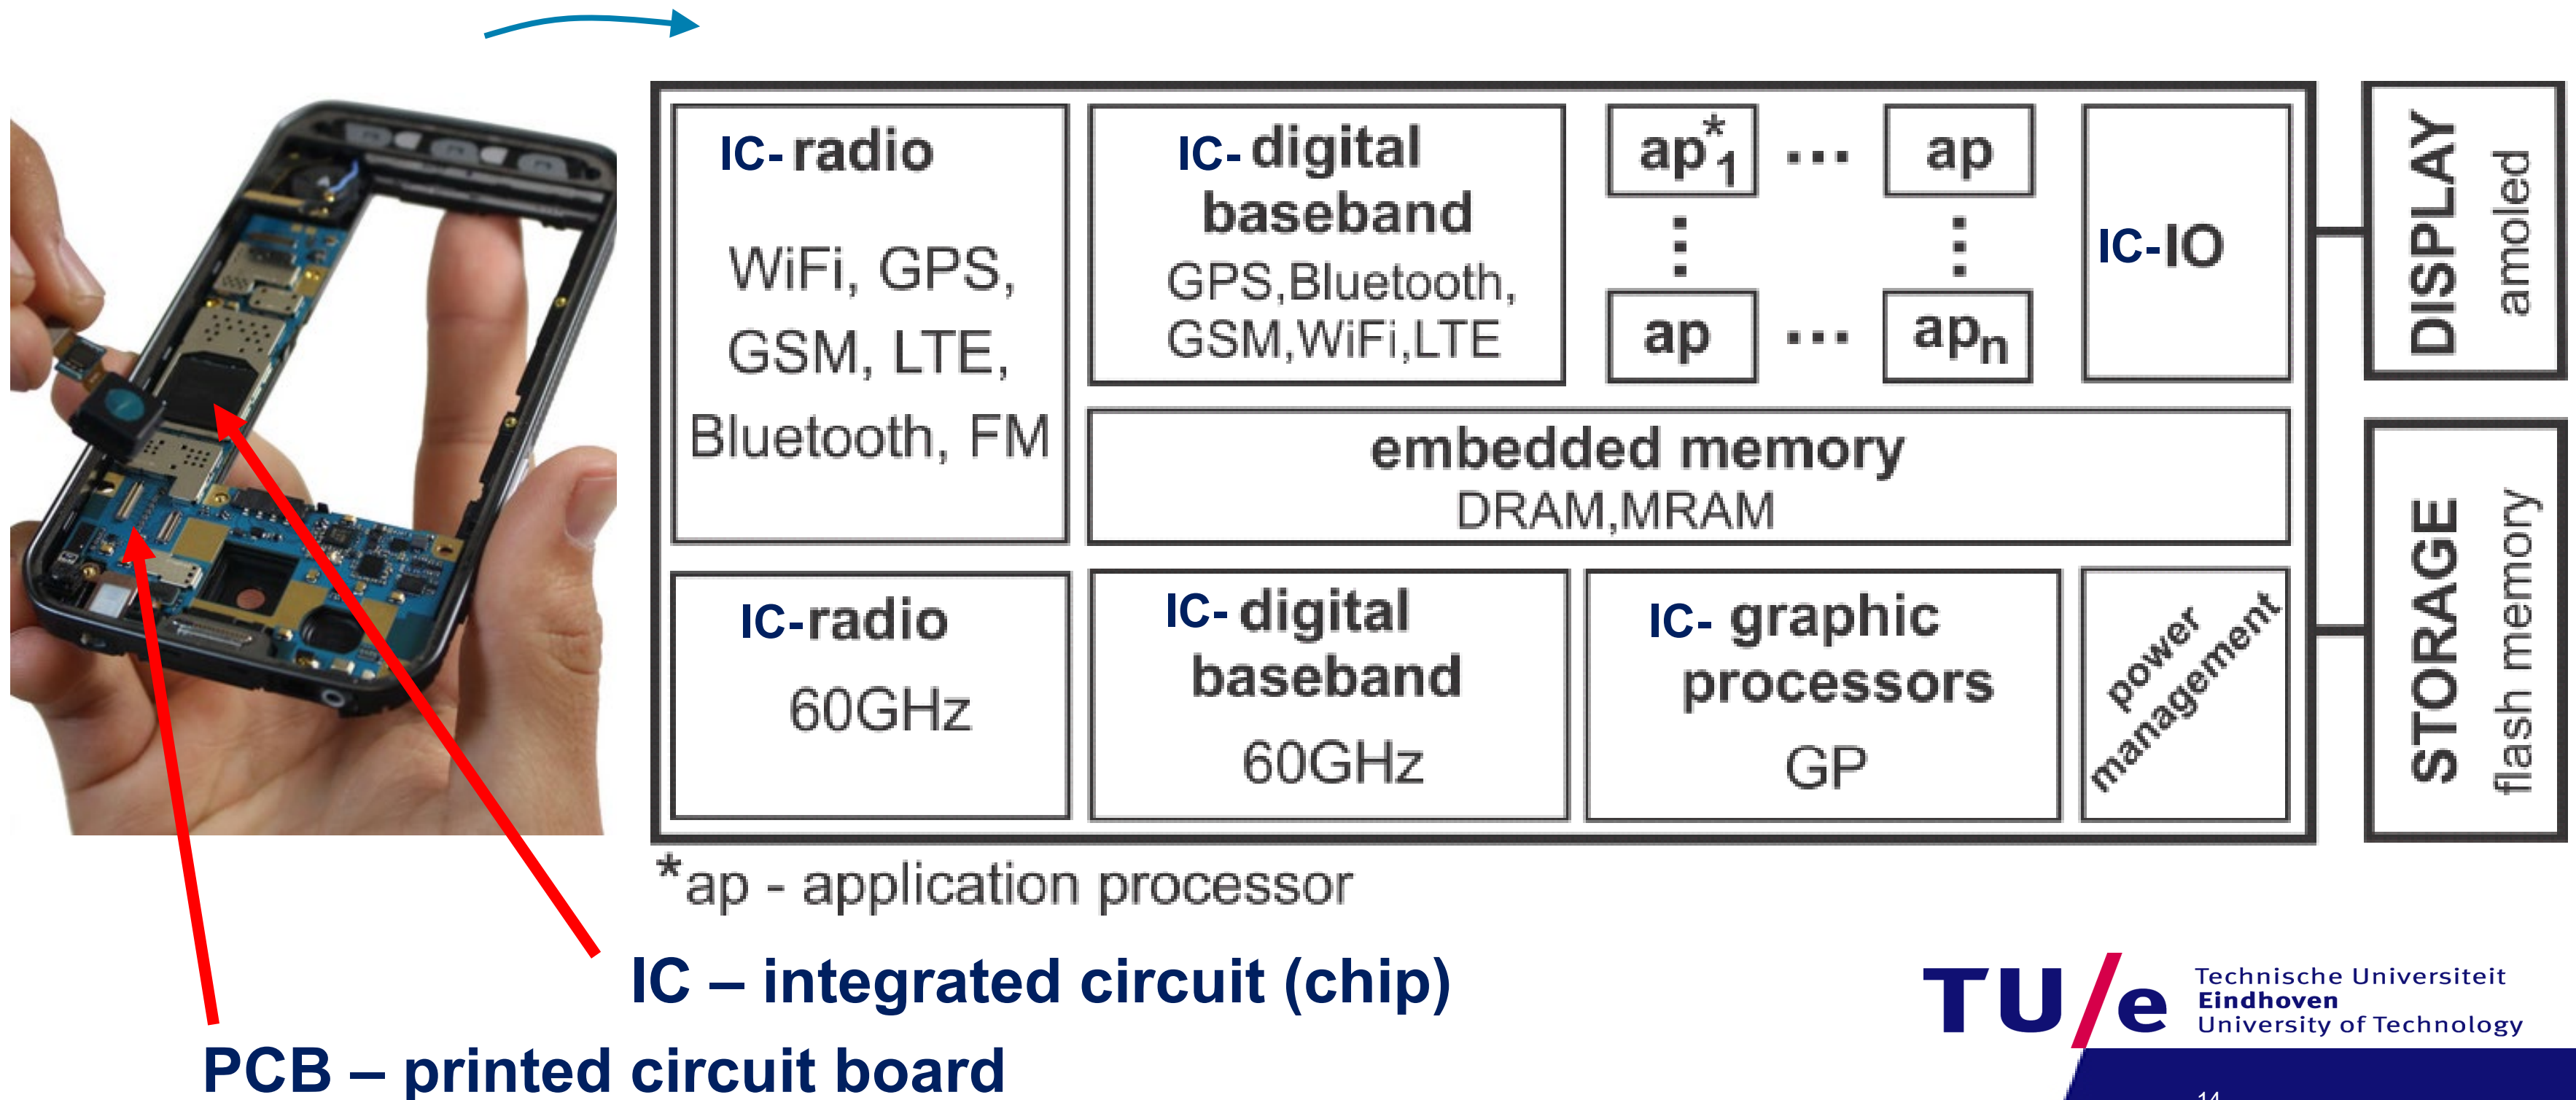 IC- radio
WiFi, GPS,
GSM, LTE,
Bluetooth, FM
IC- digital
baseband
GPS,Bluetooth,
GSM,WiFi,LTE
ap*1 ... ap
ap ... apn
IC-IO
DISPLAY
amoled
embedded memory
DRAM,MRAM
IC-radio
60GHz
IC- digital
baseband
60GHz
IC- graphic
processors
GP
power
management
STORAGE
flash memory
*ap - application processor
IC – integrated circuit (chip)
PCB – printed circuit board
TU/e
Technische Universiteit
Eindhoven
University of Technology
14